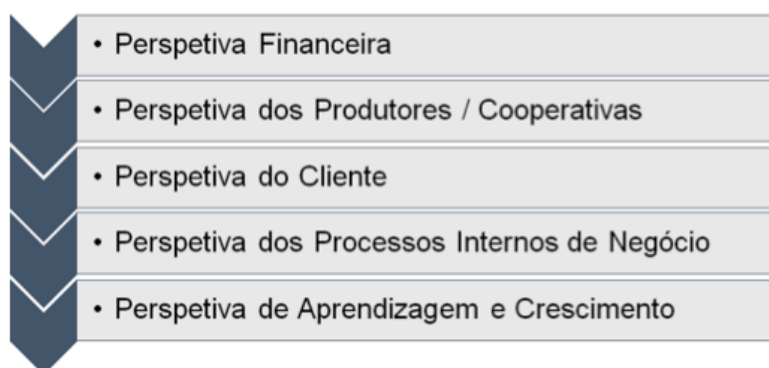 • Perspetiva Financeira
• Perspetiva dos Produtores / Cooperativas
• Perspetiva do Cliente
• Perspetiva dos Processos Internos de Negócio
• Perspetiva de Aprendizagem e Crescimento